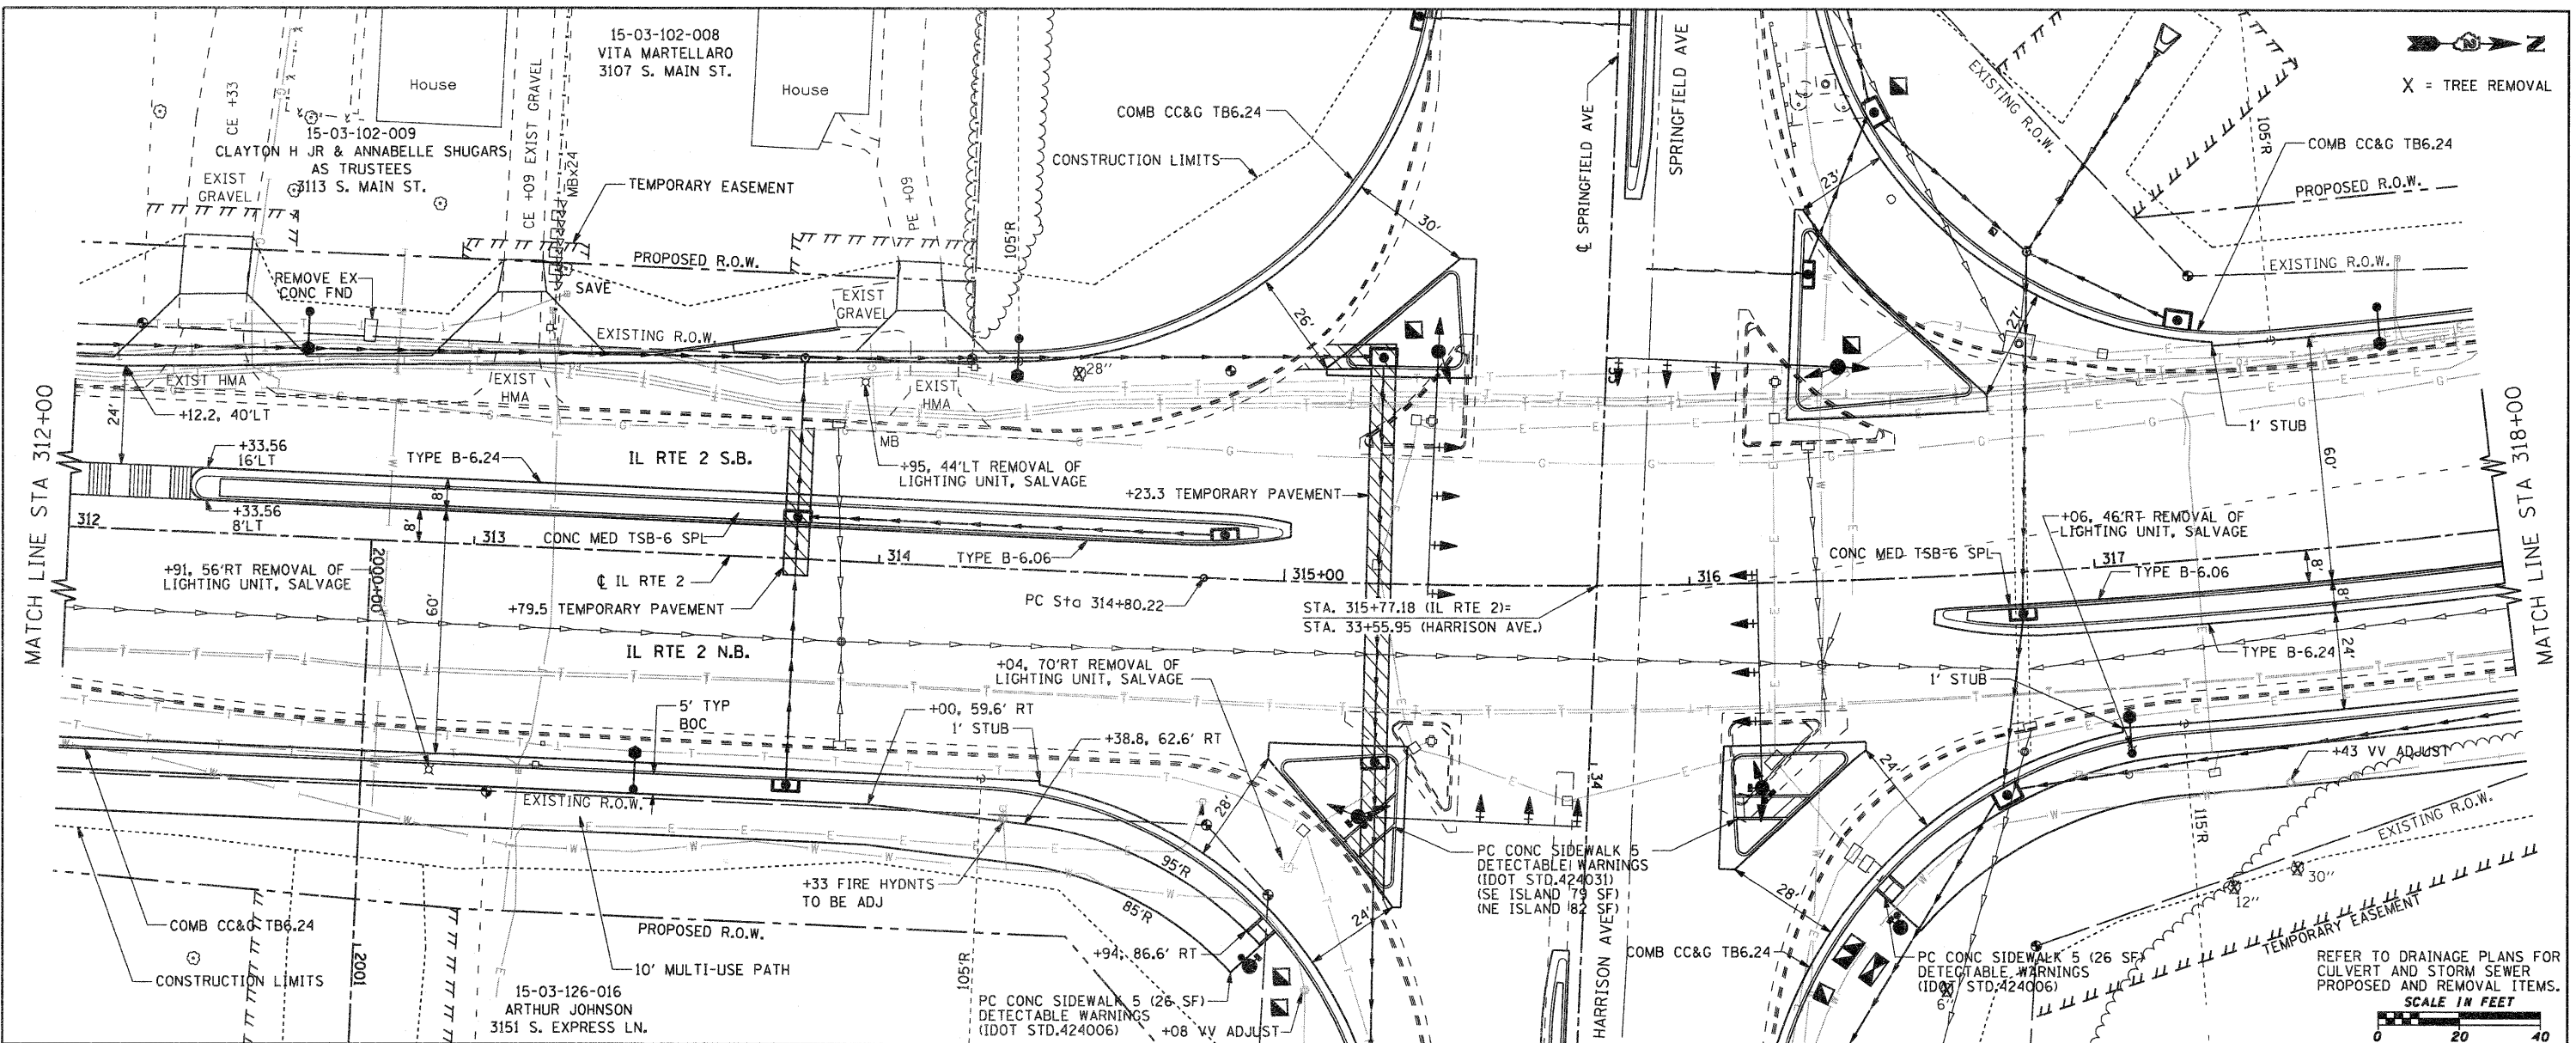 15-03-102-008
VITA MARTELLARO
3107 S. MAIN ST.
House
House
CE +33
15-03-102-009
CLAYTON H JR & ANNABELLE SHUGARS
AS TRUSTEES
3113 S. MAIN ST.
EXIST
GRAVEL
CE +09 EXIST GRAVEL
MBx24
TEMPORARY EASEMENT
PE +09
105'R
COMB CC&G TB6.24
CONSTRUCTION LIMITS
30'
26'
℄ SPRINGFIELD AVE
SPRINGFIELD AVE
23'
27'
EXISTING R.O.W.
105'R
N
X = TREE REMOVAL
COMB CC&G TB6.24
PROPOSED R.O.W.
EXISTING R.O.W.
REMOVE EX
CONC FND
SAVE
PROPOSED R.O.W.
EXIST
GRAVEL
EXISTING R.O.W.
EXIST HMA
EXIST
HMA
EXIST
HMA
28"
MB
24'
+12.2, 40'LT
+33.56
16'LT
TYPE B-6.24
IL RTE 2 S.B.
+95, 44'LT REMOVAL OF
LIGHTING UNIT, SALVAGE
+23.3 TEMPORARY PAVEMENT
35
1' STUB
60'
MATCH LINE STA 312+00
MATCH LINE STA 318+00
+33.56
8'LT
8'
8'
312
313
CONC MED TSB-6 SPL
314
TYPE B-6.06
+91, 56'RT REMOVAL OF
LIGHTING UNIT, SALVAGE
2000+00
60'
℄ IL RTE 2
+79.5 TEMPORARY PAVEMENT
PC Sta 314+80.22
315+00
STA. 315+77.18 (IL RTE 2)=
STA. 33+55.95 (HARRISON AVE.)
316
+06, 46'RT REMOVAL OF
LIGHTING UNIT, SALVAGE
CONC MED TSB-6 SPL
317
TYPE B-6.06
8'
8'
TYPE B-6.24
24'
IL RTE 2 N.B.
+04, 70'RT REMOVAL OF
LIGHTING UNIT, SALVAGE
1' STUB
5' TYP
BOC
+00, 59.6' RT
1' STUB
+38.8, 62.6' RT
34
+43 VV ADJUST
EXISTING R.O.W.
28'
24'
95'R
85'R
+33 FIRE HYDNTS
TO BE ADJ
PC CONC SIDEWALK 5
DETECTABLE WARNINGS
(IDOT STD.424031)
(SE ISLAND 79 SF)
(NE ISLAND 82 SF)
24'
28'
115'R
EXISTING R.O.W.
30"
12"
TEMPORARY EASEMENT
COMB CC&G TB6.24
CONSTRUCTION LIMITS
2001
PROPOSED R.O.W.
10' MULTI-USE PATH
15-03-126-016
ARTHUR JOHNSON
3151 S. EXPRESS LN.
105'R
+94, 86.6' RT
PC CONC SIDEWALK 5 (26 SF)
DETECTABLE WARNINGS
(IDOT STD.424006)
+08 VV ADJUST
HARRISON AVE
COMB CC&G TB6.24
PC CONC SIDEWALK 5 (26 SF)
DETECTABLE WARNINGS
(IDOT STD.424006)
6"
REFER TO DRAINAGE PLANS FOR
CULVERT AND STORM SEWER
PROPOSED AND REMOVAL ITEMS.
SCALE IN FEET
0 20 40